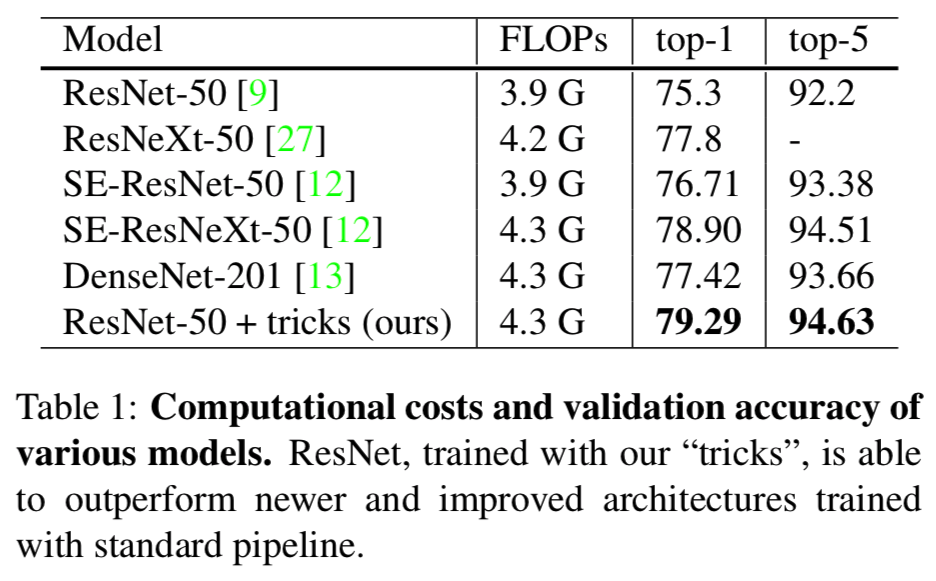 Model FLOPs top-1 top-5
ResNet-50 [9] 3.9 G 75.3 92.2
ResNeXt-50 [27] 4.2 G 77.8 -
SE-ResNet-50 [12] 3.9 G 76.71 93.38
SE-ResNeXt-50 [12] 4.3 G 78.90 94.51
DenseNet-201 [13] 4.3 G 77.42 93.66
ResNet-50 + tricks (ours) 4.3 G 79.29 94.63
Table 1: Computational costs and validation accuracy of
various models. ResNet, trained with our “tricks”, is able
to outperform newer and improved architectures trained
with standard pipeline.